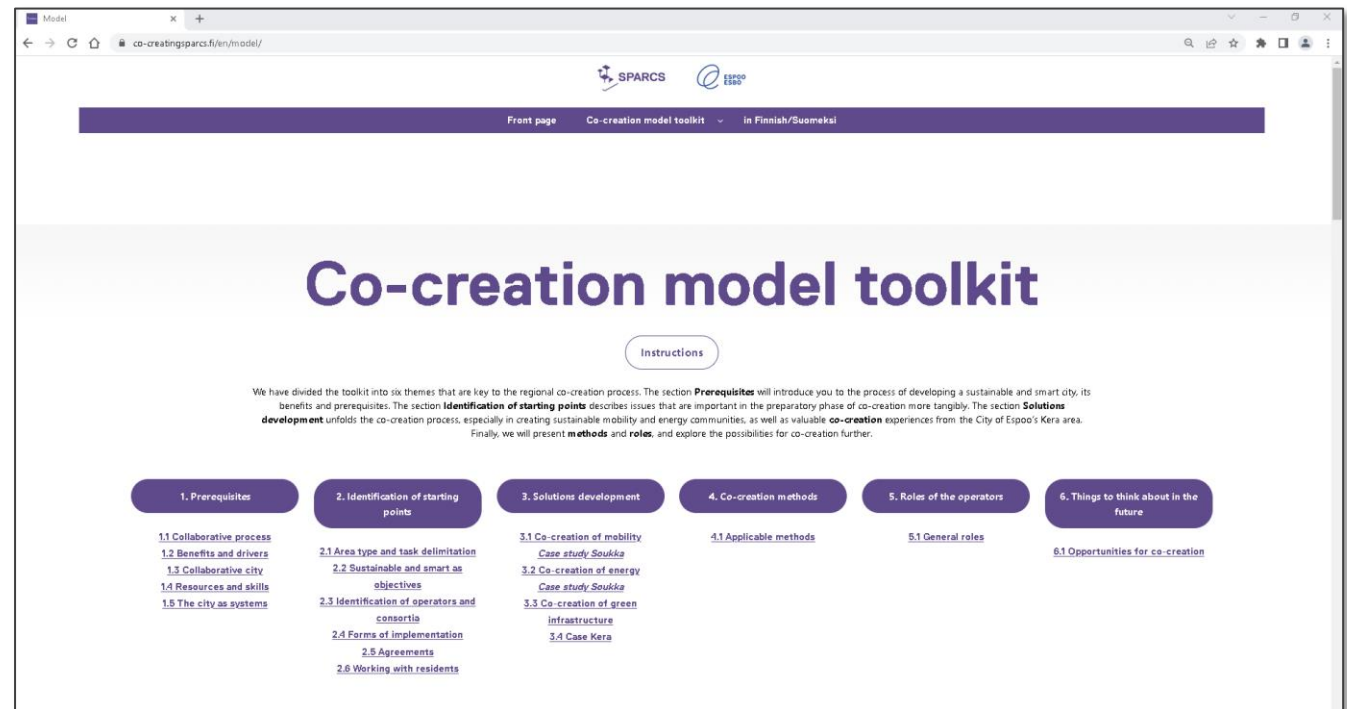 Model
co-creatingsparcs.fi/en/model/
SPARCS
ESPOO
ESBO
Front page Co-creation model toolkit in Finnish/Suomeksi
Co-creation model toolkit
Instructions
We have divided the toolkit into six themes that are key to the regional co-creation process. The section Prerequisites will introduce you to the process of developing a sustainable and smart city, its
benefits and prerequisites. The section Identification of starting points describes issues that are important in the preparatory phase of co-creation more tangibly. The section Solutions
development unfolds the co-creation process, especially in creating sustainable mobility and energy communities, as well as valuable co-creation experiences from the City of Espoo's Kera area.
Finally, we will present methods and roles, and explore the possibilities for co-creation further.
1. Prerequisites
1.1 Collaborative process
1.2 Benefits and drivers
1.3 Collaborative city
1.4 Resources and skills
1.5 The city as systems
2. Identification of starting
points
2.1 Area type and task delimitation
2.2 Sustainable and smart as
objectives
2.3 Identification of operators and
consortia
2.4 Forms of implementation
2.5 Agreements
2.6 Working with residents
3. Solutions development
3.1 Co-creation of mobility
Case study Soukka
3.2 Co-creation of energy
Case study Soukka
3.3 Co-creation of green
infrastructure
3.4 Case Kera
4. Co-creation methods
4.1 Applicable methods
5. Roles of the operators
5.1 General roles
6. Things to think about in the
future
6.1 Opportunities for co-creation